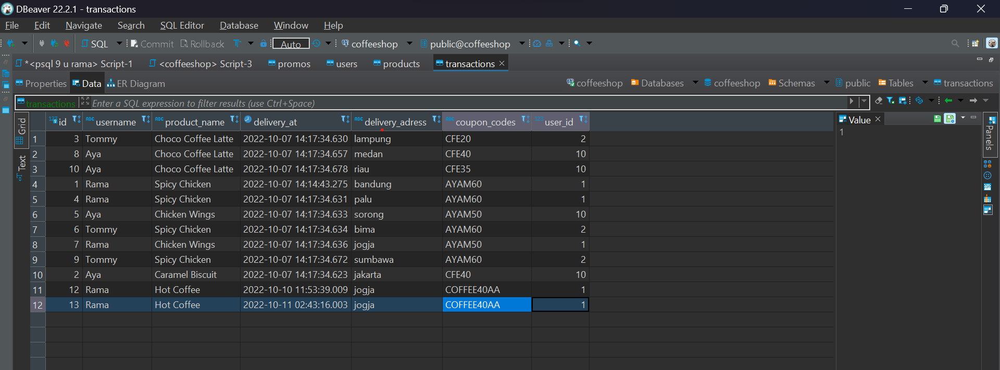 DBeaver 22.2.1 - transactions
File Edit Navigate Search SQL Editor Database Window Help
SQL Commit Rollback Auto coffeeshop public@coffeeshop
*<psql 9 u rama> Script-1 <coffeeshop> Script-3 promos users products transactions
Properties Data ER Diagram coffeeshop Databases coffeeshop Schemas public Tables transactions
transactions Enter a SQL expression to filter results (use Ctrl+Space)
Grid
Text
123 id ABC username ABC product_name delivery_at ABC delivery_adress ABC coupon_codes 123 user_id
1 3 Tommy Choco Coffee Latte 2022-10-07 14:17:34.630 lampung CFE20 2
2 8 Aya Choco Coffee Latte 2022-10-07 14:17:34.657 medan CFE40 10
3 10 Aya Choco Coffee Latte 2022-10-07 14:17:34.678 riau CFE35 10
4 1 Rama Spicy Chicken 2022-10-07 14:14:43.275 bandung AYAM60 1
5 4 Rama Spicy Chicken 2022-10-07 14:17:34.631 palu AYAM60 1
6 5 Aya Chicken Wings 2022-10-07 14:17:34.633 sorong AYAM50 10
7 6 Tommy Spicy Chicken 2022-10-07 14:17:34.634 bima AYAM60 2
8 7 Rama Chicken Wings 2022-10-07 14:17:34.636 jogja AYAM50 1
9 9 Tommy Spicy Chicken 2022-10-07 14:17:34.672 sumbawa AYAM60 2
10 2 Aya Caramel Biscuit 2022-10-07 14:17:34.623 jakarta CFE40 10
11 12 Rama Hot Coffee 2022-10-10 11:53:39.009 jogja COFFEE40AA 1
12 13 Rama Hot Coffee 2022-10-11 02:43:16.003 jogja COFFEE40AA 1
Value
1
Panels